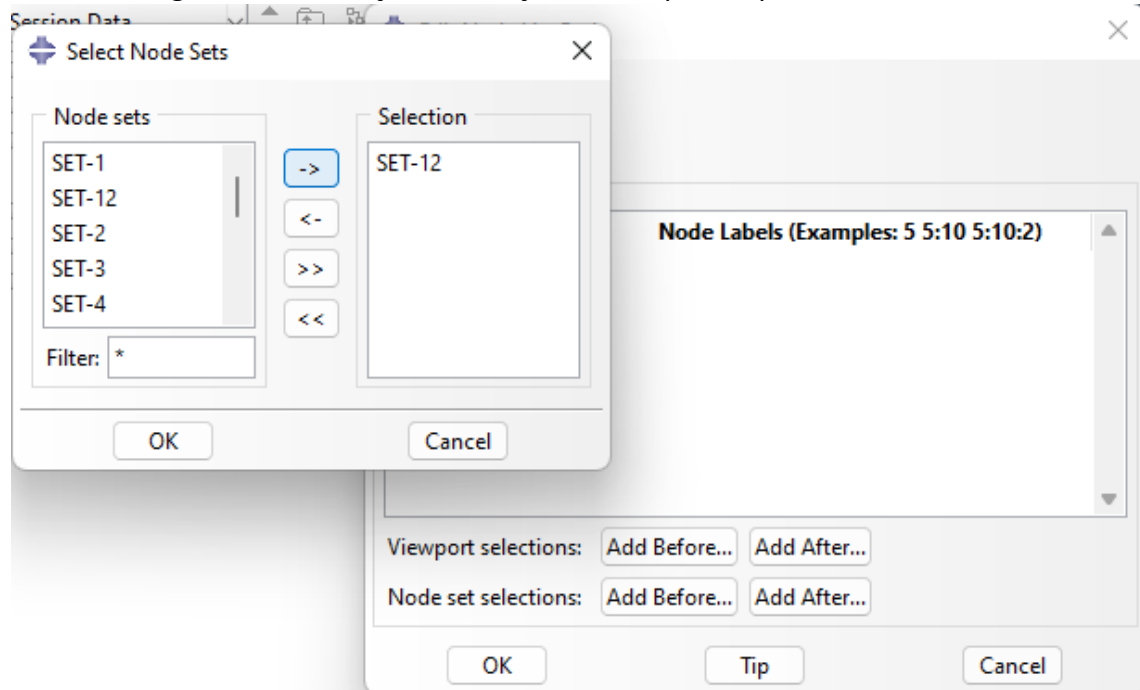 Session Data
Select Node Sets
Node sets
Selection
SET-1
SET-12
SET-2
SET-3
SET-4
Filter: *
->
<-
>>
<<
SET-12
OK
Cancel
Node Labels (Examples: 5 5:10 5:10:2)
Viewport selections: Add Before... Add After...
Node set selections: Add Before... Add After...
OK Tip Cancel